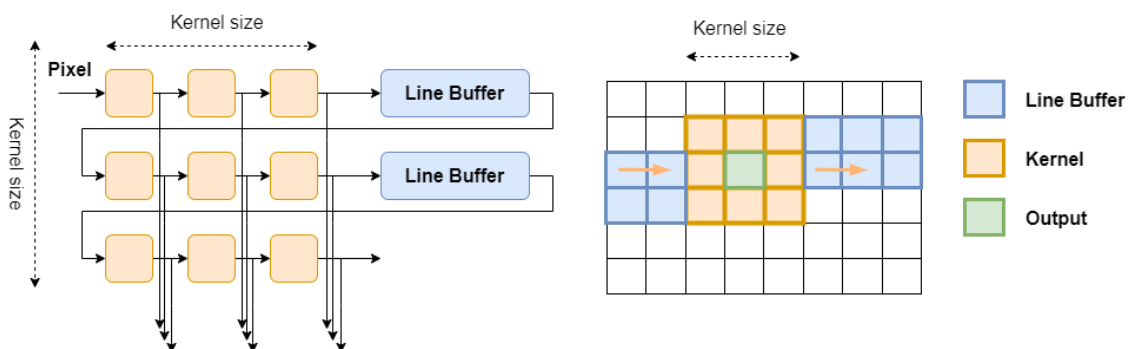 Kernel size
Pixel
Line Buffer
Kernel size
Line Buffer
Kernel size
Line Buffer
Kernel
Output